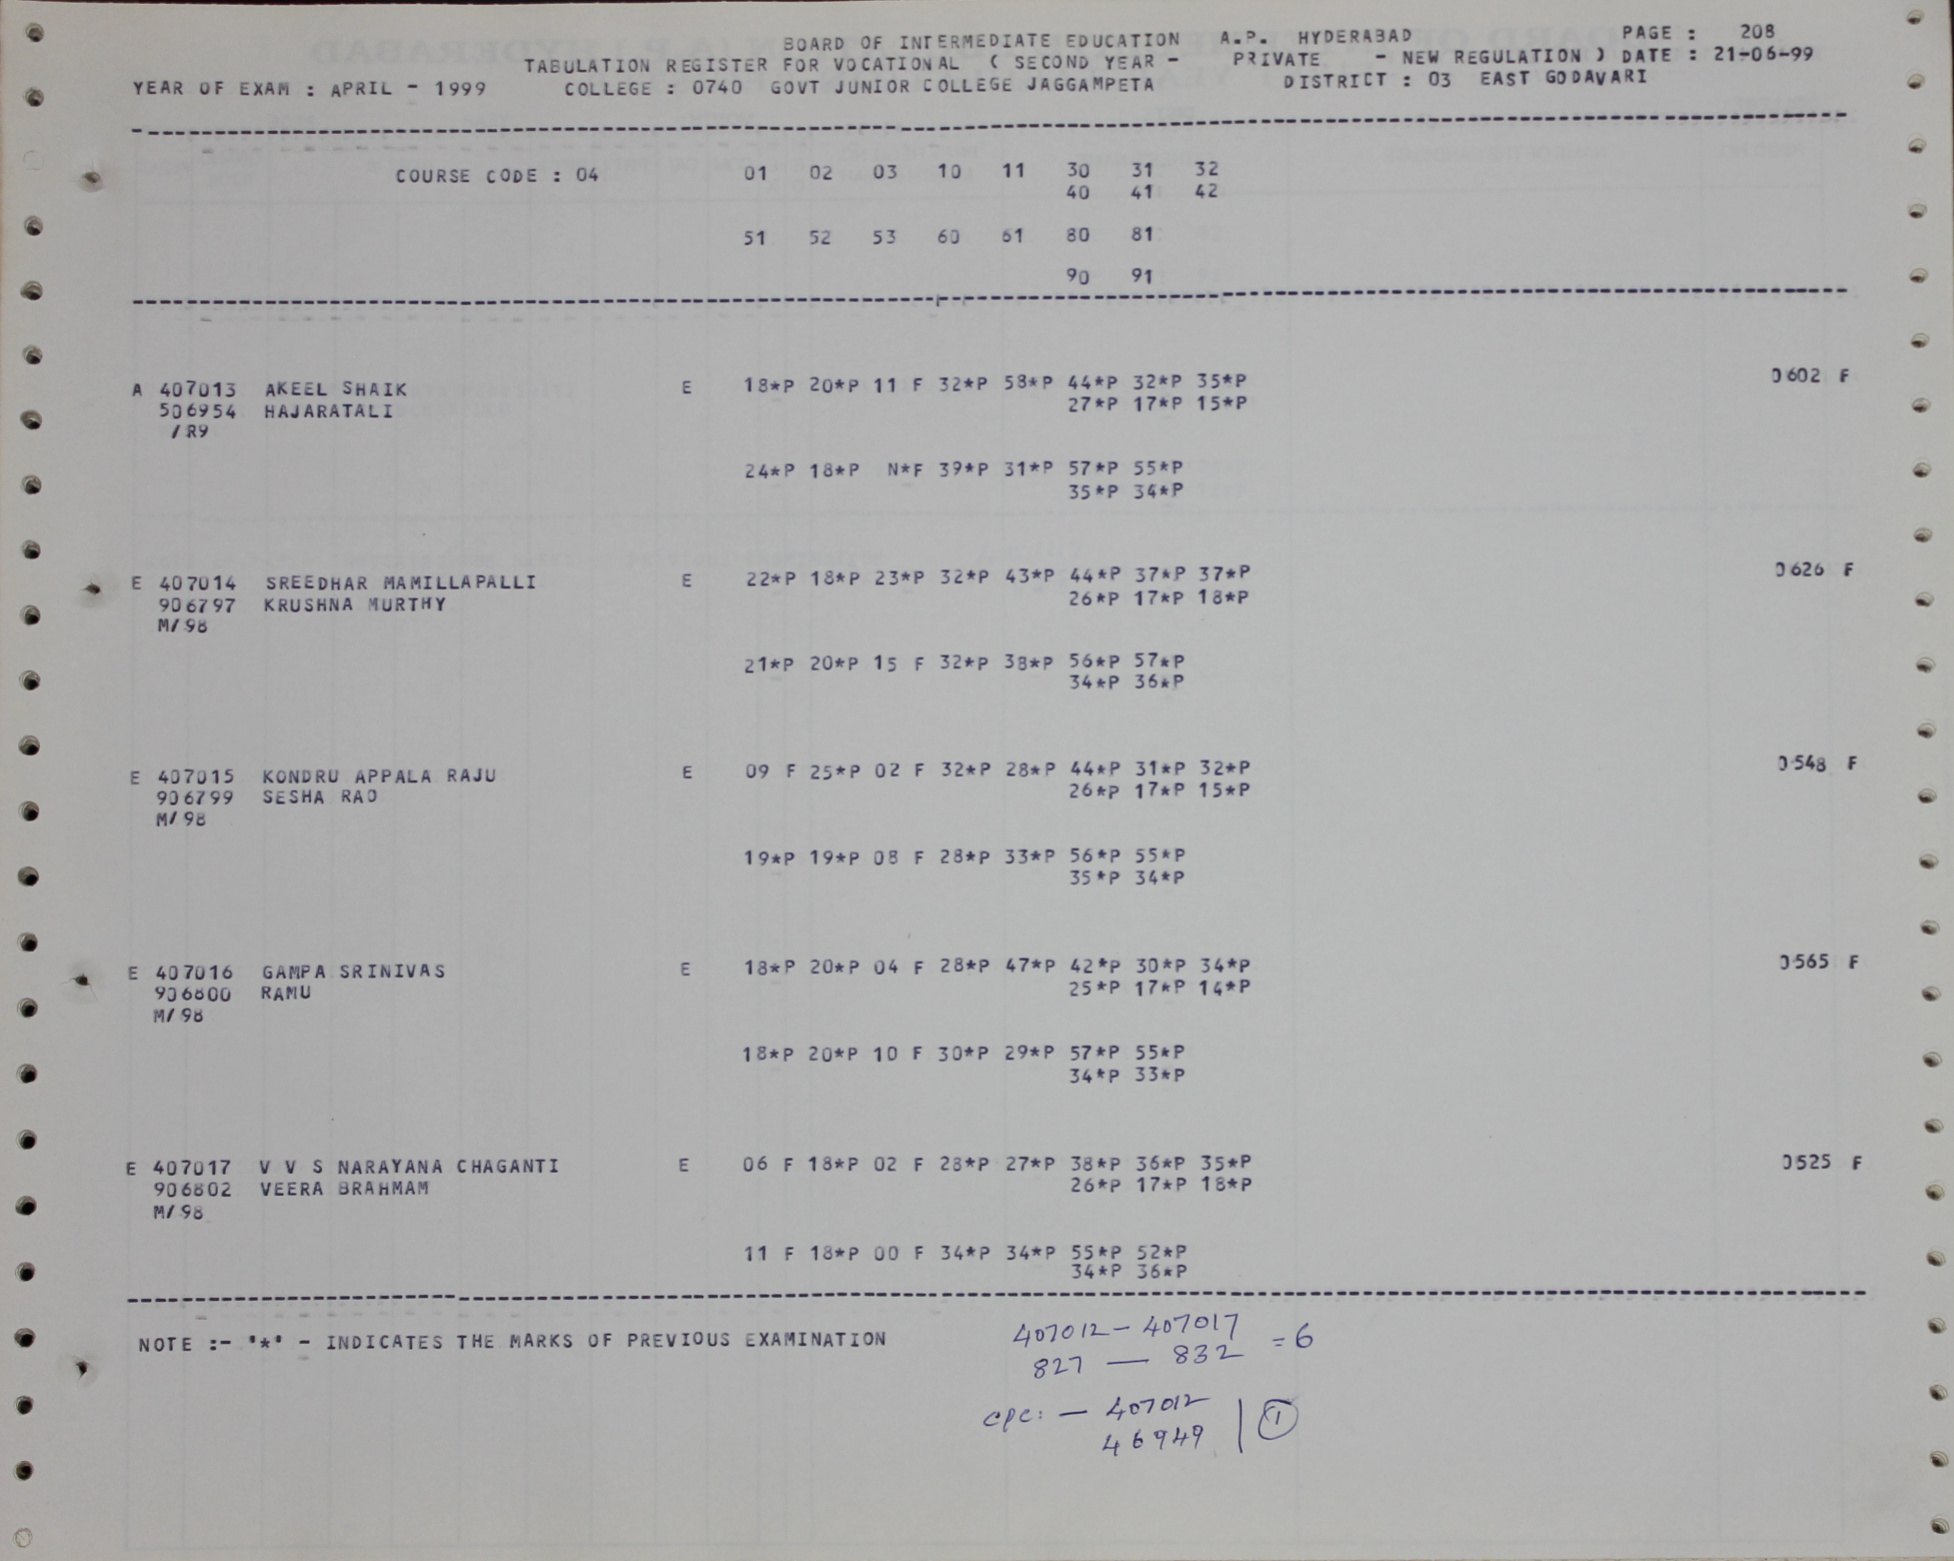 BOARD OF INTERMEDIATE EDUCATION A.P. HYDERABAD PAGE : 208
TABULATION REGISTER FOR VOCATIONAL ( SECOND YEAR - PRIVATE - NEW REGULATION ) DATE : 21-06-99
YEAR OF EXAM : APRIL - 1999 COLLEGE : 0740 GOVT JUNIOR COLLEGE JAGGAMPETA DISTRICT : 03 EAST GODAVARI
COURSE CODE : 04 01 02 03 10 11 30 31 32
40 41 42
51 52 53 60 61 80 81
90 91
A 407013 AKEEL SHAIK E 18*P 20*P 11 F 32*P 58*P 44*P 32*P 35*P 0602 F
506954 HAJARATALI 27*P 17*P 15*P
/R9
24*P 18*P N*F 39*P 31*P 57*P 55*P
35*P 34*P
E 407014 SREEDHAR MAMILLAPALLI E 22*P 18*P 23*P 32*P 43*P 44*P 37*P 37*P 0626 F
906797 KRUSHNA MURTHY 26*P 17*P 18*P
M/98
21*P 20*P 15 F 32*P 38*P 56*P 57*P
34*P 36*P
E 407015 KONDRU APPALA RAJU E 09 F 25*P 02 F 32*P 28*P 44*P 31*P 32*P 0548 F
906799 SESHA RAO 26*P 17*P 15*P
M/98
19*P 19*P 08 F 28*P 33*P 56*P 55*P
35*P 34*P
E 407016 GAMPA SRINIVAS E 18*P 20*P 04 F 28*P 47*P 42*P 30*P 34*P 0565 F
906800 RAMU 25*P 17*P 14*P
M/98
18*P 20*P 10 F 30*P 29*P 57*P 55*P
34*P 33*P
E 407017 V V S NARAYANA CHAGANTI E 06 F 18*P 02 F 28*P 27*P 38*P 36*P 35*P 0525 F
906802 VEERA BRAHMAM 26*P 17*P 18*P
M/98
11 F 18*P 00 F 34*P 34*P 55*P 52*P
34*P 36*P
NOTE :- '*' - INDICATES THE MARKS OF PREVIOUS EXAMINATION
407012 - 407017 = 6
827 — 832
cpc: — 407012 | 1
46949